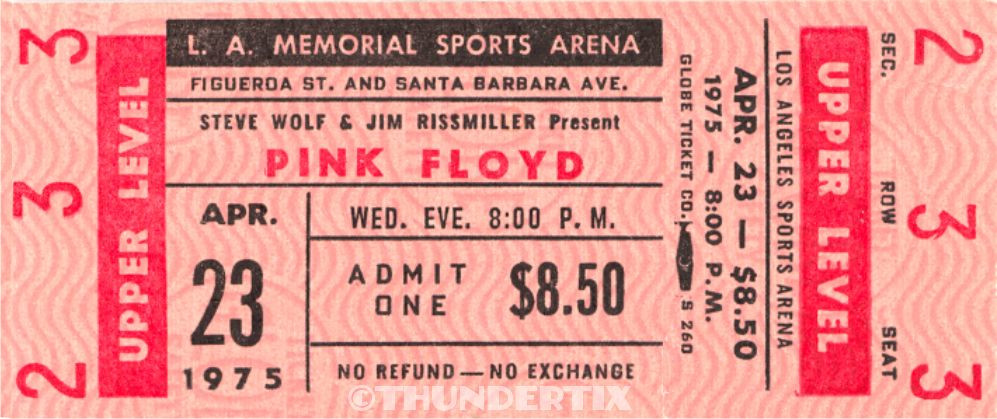 3 3 2
UPPER LEVEL
L. A. MEMORIAL SPORTS ARENA
FIGUEROA ST. AND SANTA BARBARA AVE.
STEVE WOLF & JIM RISSMILLER Present
PINK FLOYD
APR.
23
1975
WED. EVE. 8:00 P. M.
ADMIT
ONE
$8.50
NO REFUND — NO EXCHANGE
©THUNDERTIX
GLOBE TICKET CO. S 260
APR. 23 — $8.50
1975 — 8:00 P.M.
LOS ANGELES SPORTS ARENA
UPPER LEVEL
SEC. ROW SEAT
2 3 3